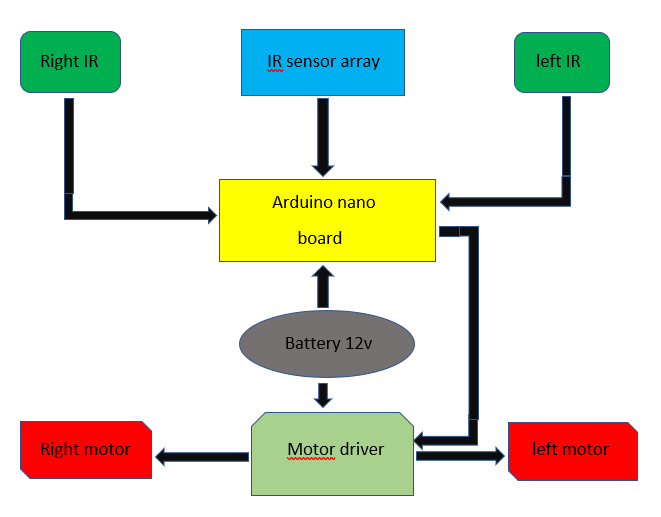 Right IR
IR sensor array
left IR
Arduino nano
board
Battery 12v
Right motor
Motor driver
left motor